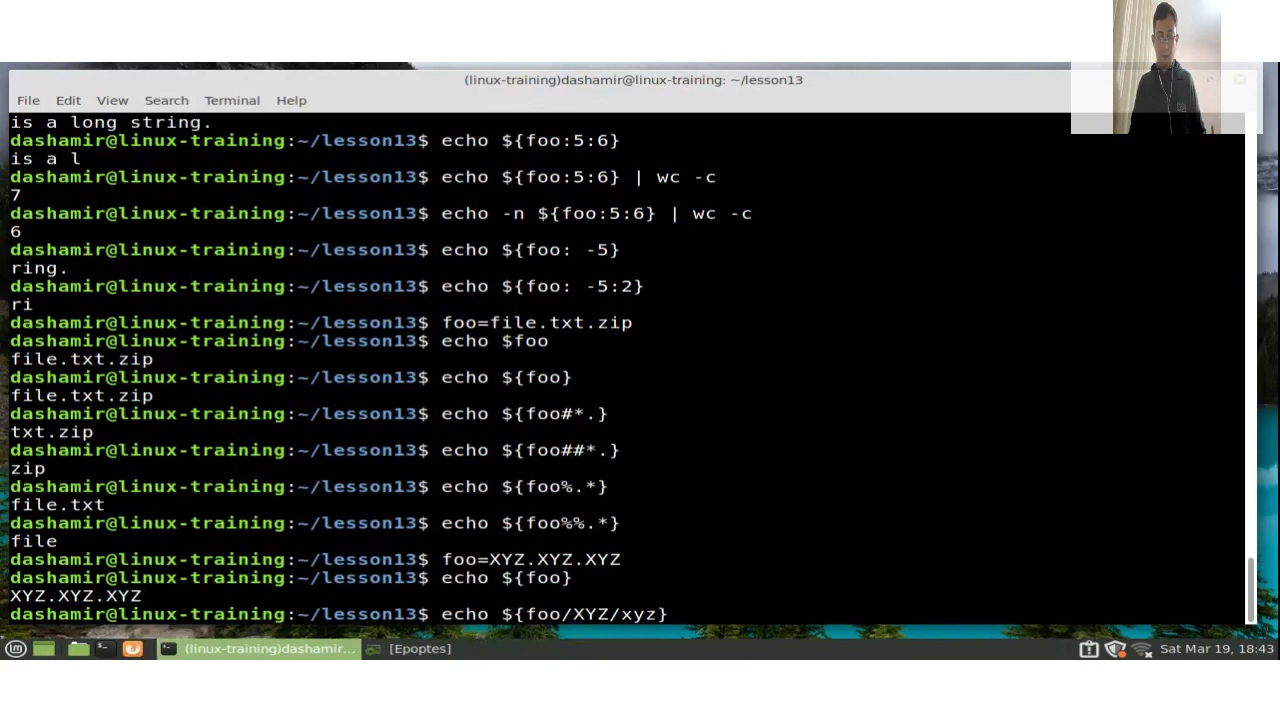 (linux-training)dashamir@linux-training: ~/lesson13
File Edit View Search Terminal Help
is a long string.
dashamir@linux-training:~/lesson13$ echo ${foo:5:6}
is a l
dashamir@linux-training:~/lesson13$ echo ${foo:5:6} | wc -c
7
dashamir@linux-training:~/lesson13$ echo -n ${foo:5:6} | wc -c
6
dashamir@linux-training:~/lesson13$ echo ${foo: -5}
ring.
dashamir@linux-training:~/lesson13$ echo ${foo: -5:2}
ri
dashamir@linux-training:~/lesson13$ foo=file.txt.zip
dashamir@linux-training:~/lesson13$ echo $foo
file.txt.zip
dashamir@linux-training:~/lesson13$ echo ${foo}
file.txt.zip
dashamir@linux-training:~/lesson13$ echo ${foo#*.}
txt.zip
dashamir@linux-training:~/lesson13$ echo ${foo##*.}
zip
dashamir@linux-training:~/lesson13$ echo ${foo%.*}
file.txt
dashamir@linux-training:~/lesson13$ echo ${foo%%.*}
file
dashamir@linux-training:~/lesson13$ foo=XYZ.XYZ.XYZ
dashamir@linux-training:~/lesson13$ echo ${foo}
XYZ.XYZ.XYZ
dashamir@linux-training:~/lesson13$ echo ${foo/XYZ/xyz}
(linux-training)dashamir... [Epoptes] Sat Mar 19, 18:43